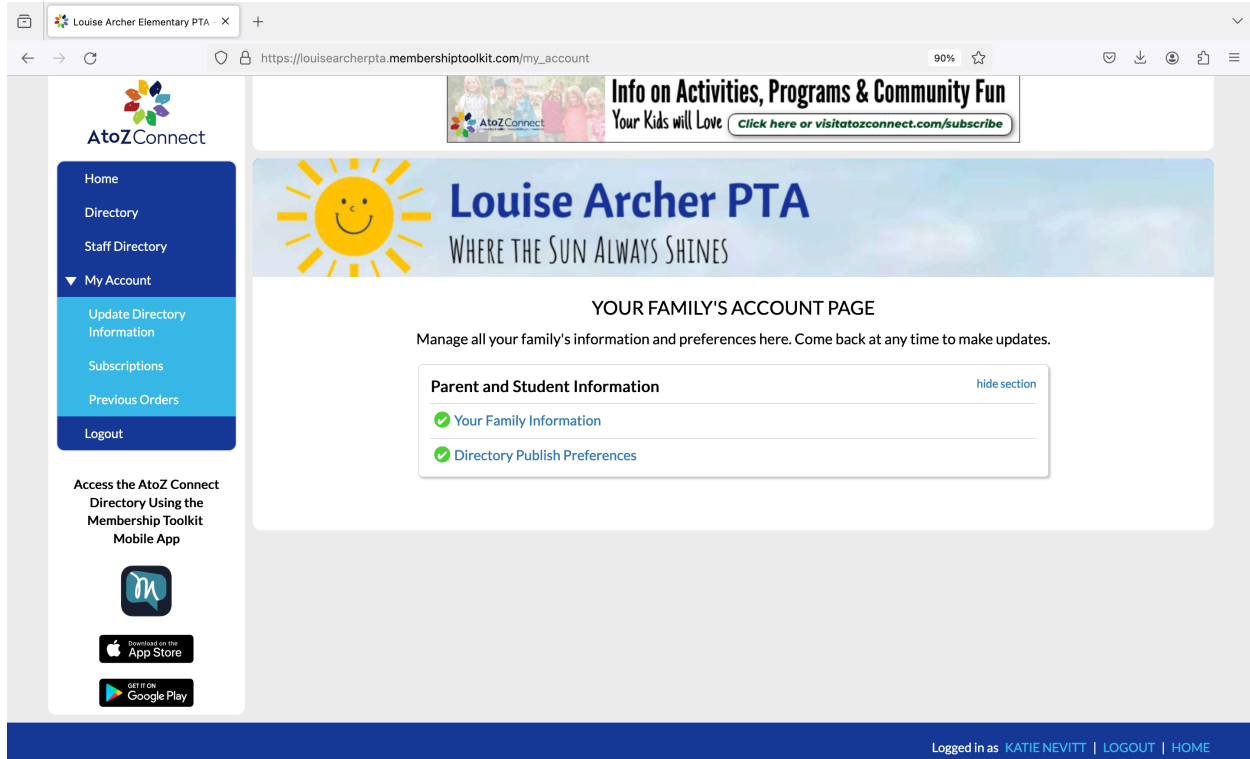 Louise Archer Elementary PTA -
https://louisearcherpta.membershiptoolkit.com/my_account
90%
AtoZConnect
Home
Directory
Staff Directory
My Account
Update Directory
Information
Subscriptions
Previous Orders
Logout
Access the AtoZ Connect
Directory Using the
Membership Toolkit
Mobile App
m
Download on the
App Store
GET IT ON
Google Play
AtoZConnect
Info on Activities, Programs & Community Fun
Your Kids will Love Click here or visitatozconnect.com/subscribe
Louise Archer PTA
WHERE THE SUN ALWAYS SHINES
YOUR FAMILY'S ACCOUNT PAGE
Manage all your family's information and preferences here. Come back at any time to make updates.
Parent and Student Information hide section
Your Family Information
Directory Publish Preferences
Logged in as KATIE NEVITT | LOGOUT | HOME